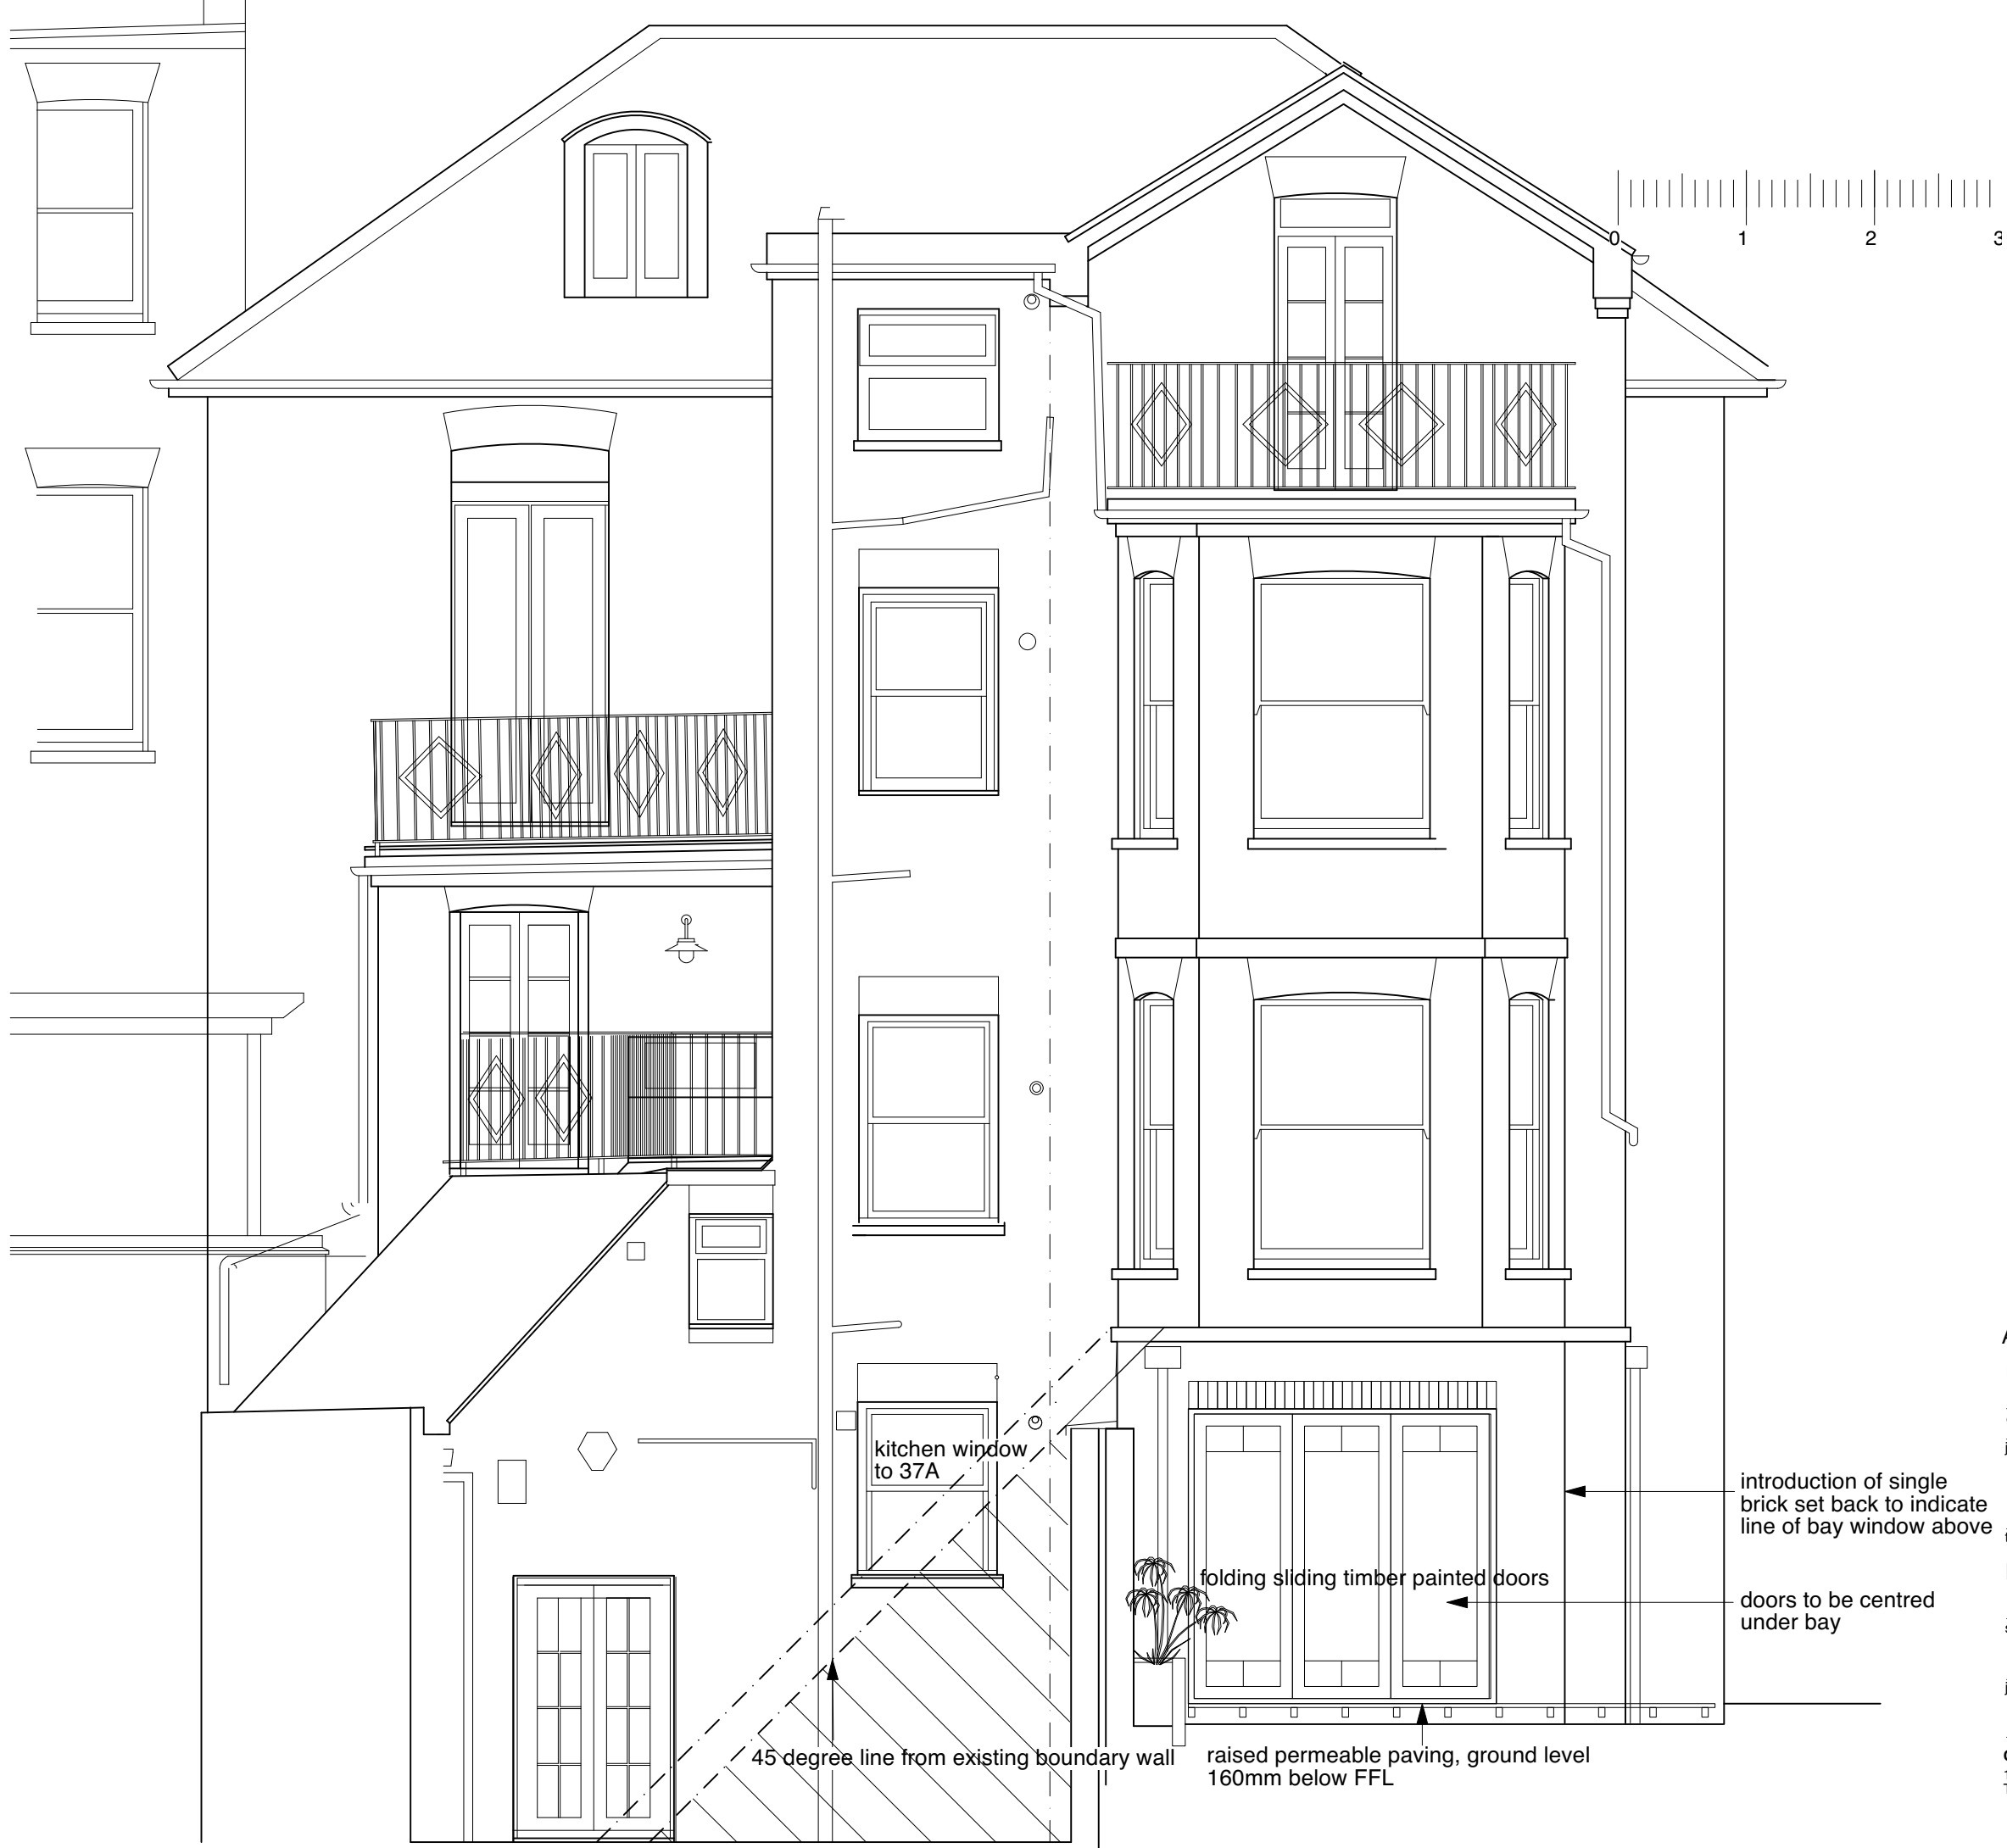 0 1 2 3
kitchen window
to 37A
introduction of single
brick set back to indicate
line of bay window above
folding sliding timber painted doors
doors to be centred
under bay
45 degree line from existing boundary wall
raised permeable paving, ground level
160mm below FFL